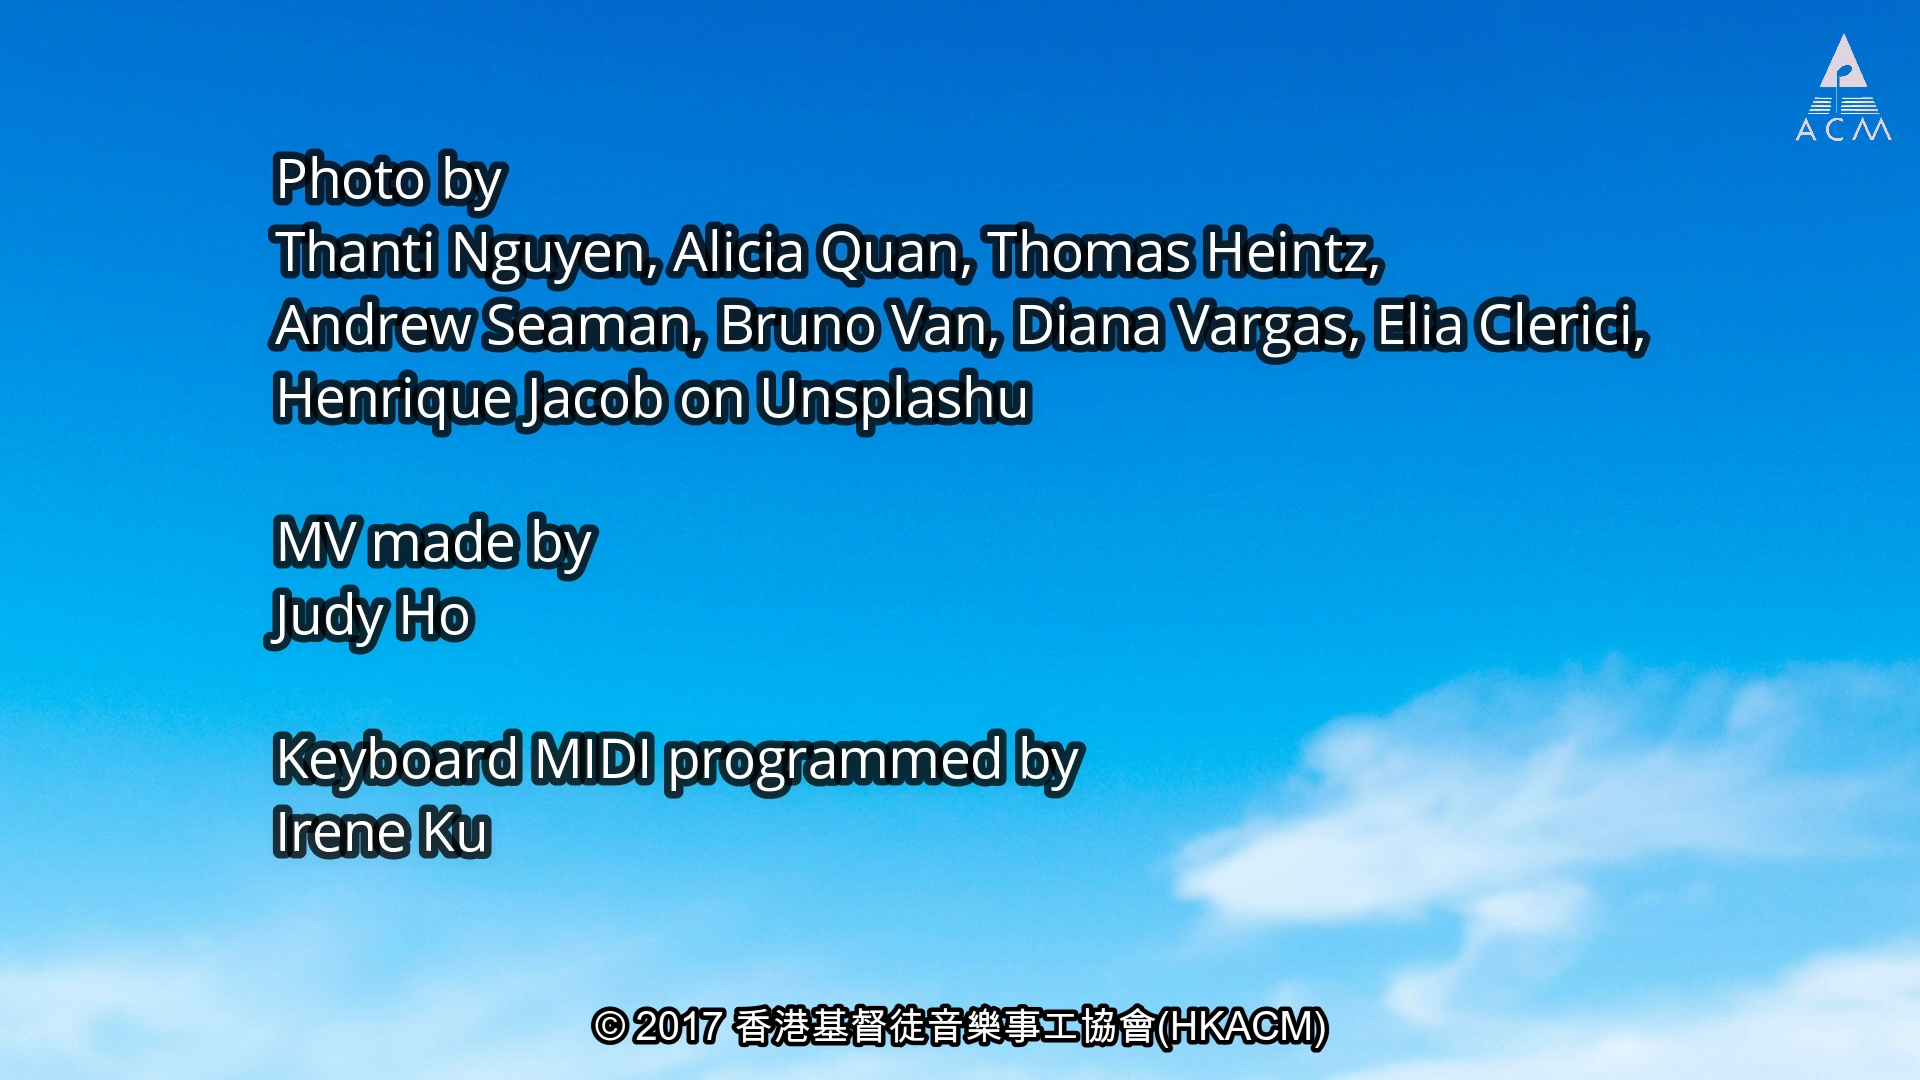 ACM
Photo by
Thanti Nguyen, Alicia Quan, Thomas Heintz,
Andrew Seaman, Bruno Van, Diana Vargas, Elia Clerici,
Henrique Jacob on Unsplashu
MV made by
Judy Ho
Keyboard MIDI programmed by
Irene Ku
© 2017 香港基督徒音樂事工協會(HKACM)